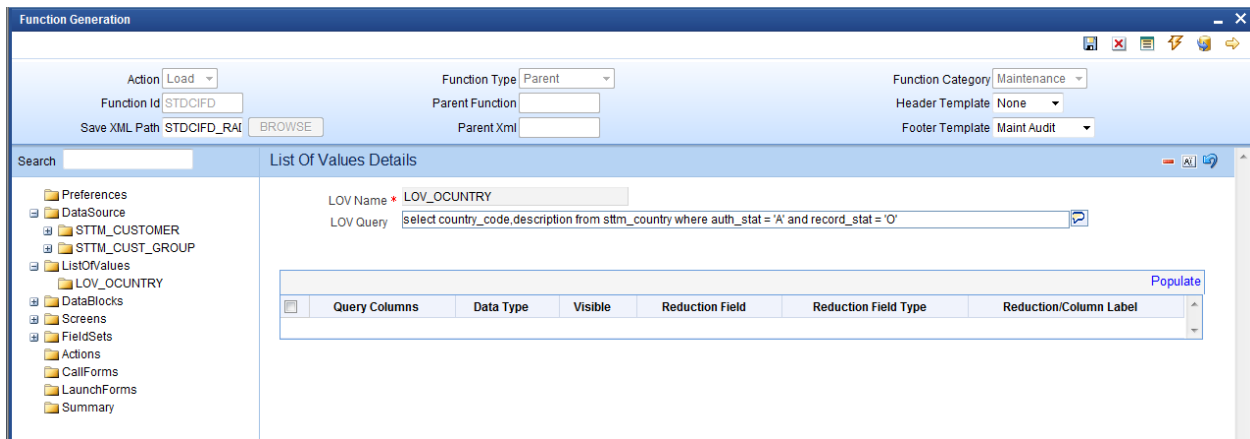 Function Generation
Action Load Function Type Parent Function Category Maintenance
Function Id STDCIFD Parent Function Header Template None
Save XML Path STDCIFD_RAD BROWSE Parent Xml Footer Template Maint Audit
Search
List Of Values Details
Preferences
DataSource
STTM_CUSTOMER
STTM_CUST_GROUP
ListOfValues
LOV_OCUNTRY
DataBlocks
Screens
FieldSets
Actions
CallForms
LaunchForms
Summary
LOV Name * LOV_OCUNTRY
LOV Query select country_code,description from sttm_country where auth_stat = 'A' and record_stat = 'O'
Populate
Query Columns Data Type Visible Reduction Field Reduction Field Type Reduction/Column Label